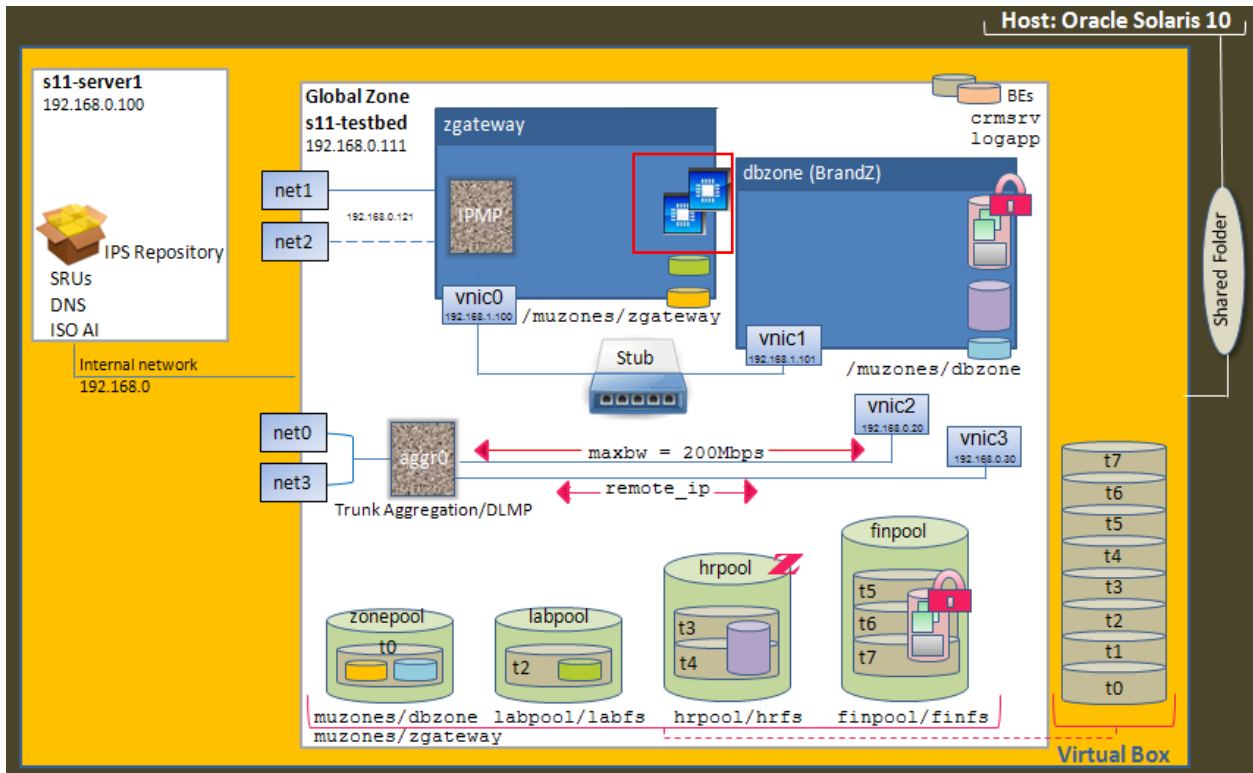 Host: Oracle Solaris 10
s11-server1
192.168.0.100
IPS Repository
SRUs
DNS
ISO AI
Internal network
192.168.0
Global Zone
s11-testbed
192.168.0.111
net1
net2
192.168.0.121
zgateway
IPMP
vnic0
192.168.1.100
/muzones/zgateway
BEs
crmsrv
logapp
dbzone (BrandZ)
vnic1
192.168.1.101
/muzones/dbzone
Stub
Shared Folder
net0
net3
aggr0
Trunk Aggregation/DLMP
maxbw = 200Mbps
remote_ip
vnic2
192.168.0.20
vnic3
192.168.0.30
zonepool
t0
muzones/dbzone
muzones/zgateway
labpool
t2
labpool/labfs
hrpool
Z
t3
t4
hrpool/hrfs
finpool
t5
t6
t7
finpool/finfs
t7
t6
t5
t4
t3
t2
t1
t0
Virtual Box